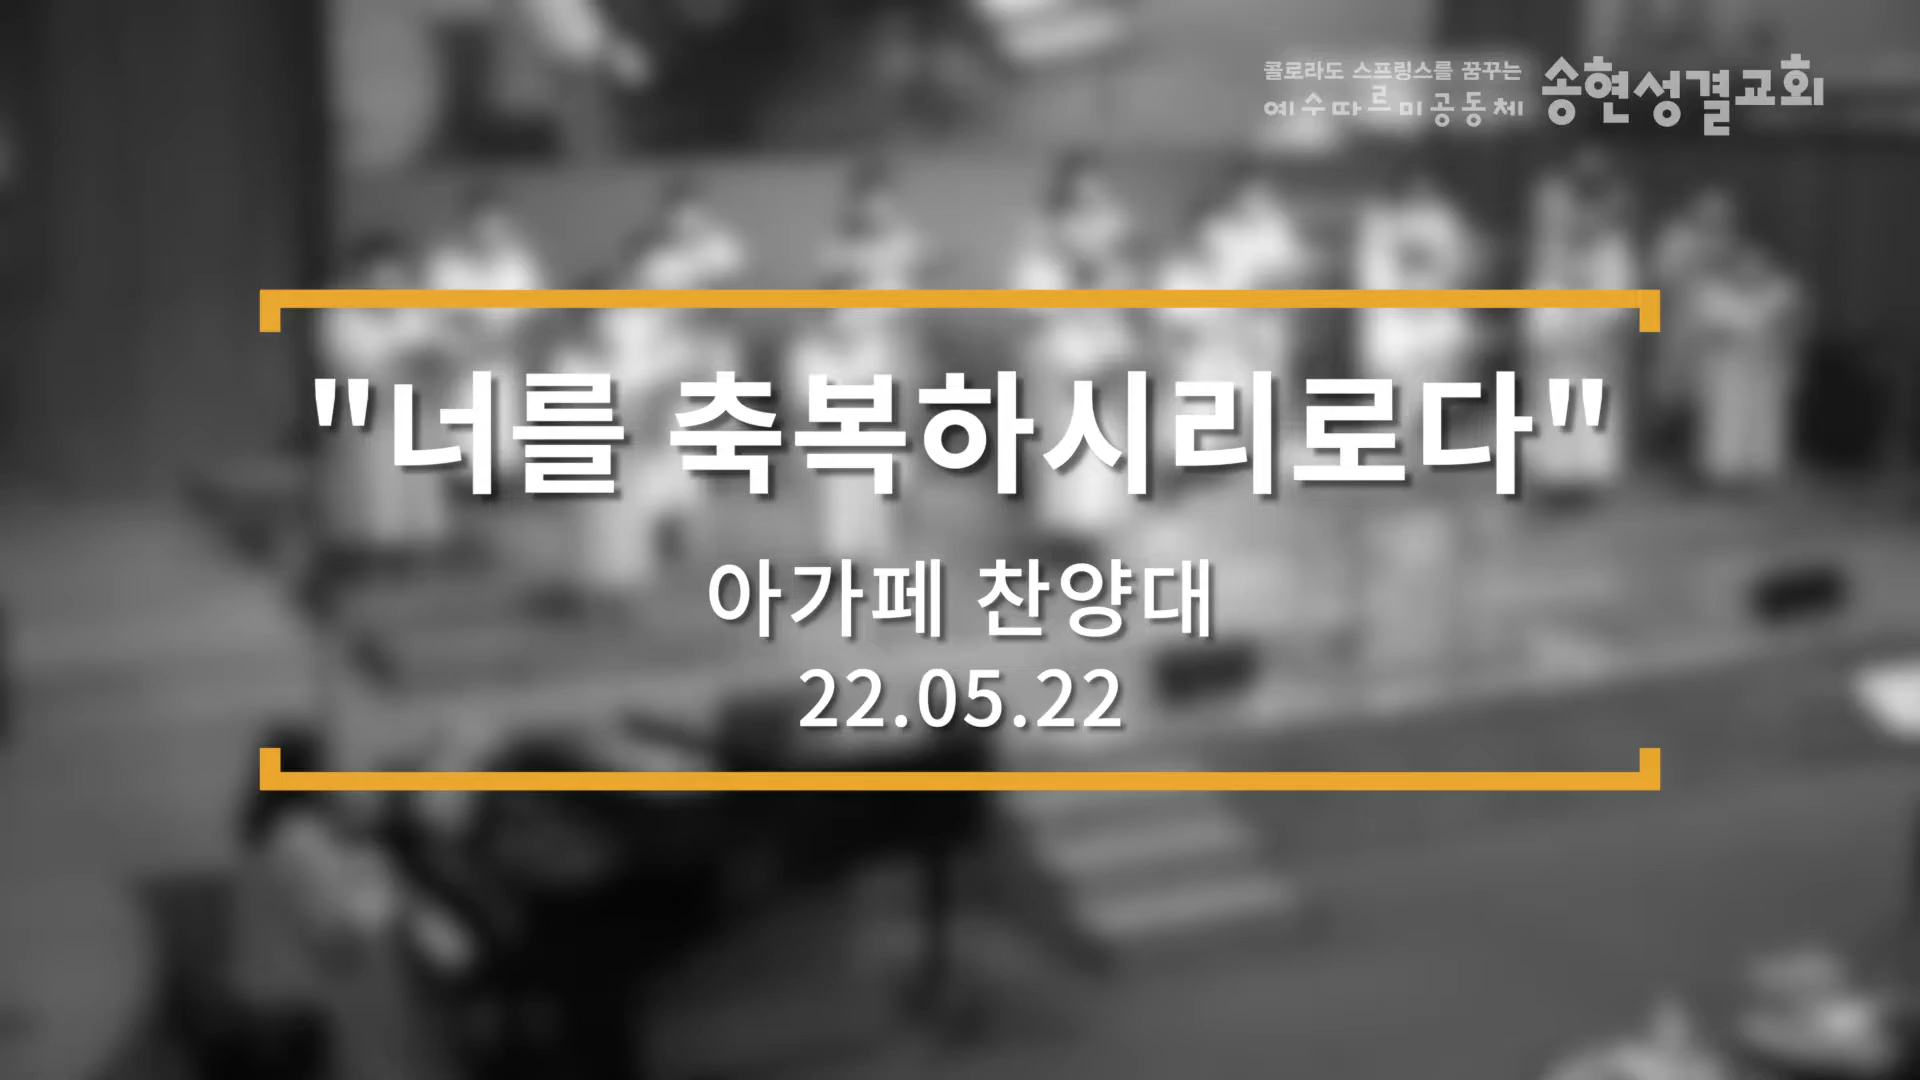 콜로라도 스프링스를 꿈꾸는
예수따르미공동체 송현성결교회
"너를 축복하시리로다"
아가페 찬양대
22.05.22